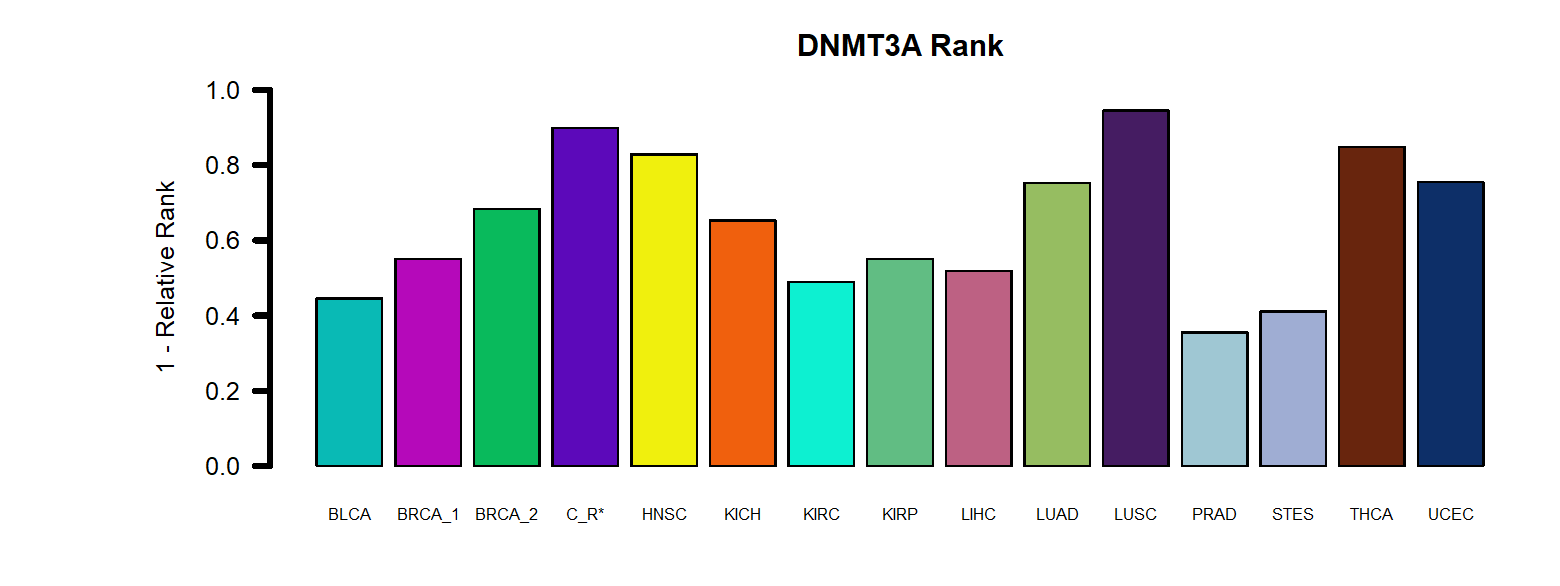 DNMT3A Rank
1 - Relative Rank
1.0
0.8
0.6
0.4
0.2
0.0
BLCA BRCA_1 BRCA_2 C_R* HNSC KICH KIRC KIRP LIHC LUAD LUSC PRAD STES THCA UCEC